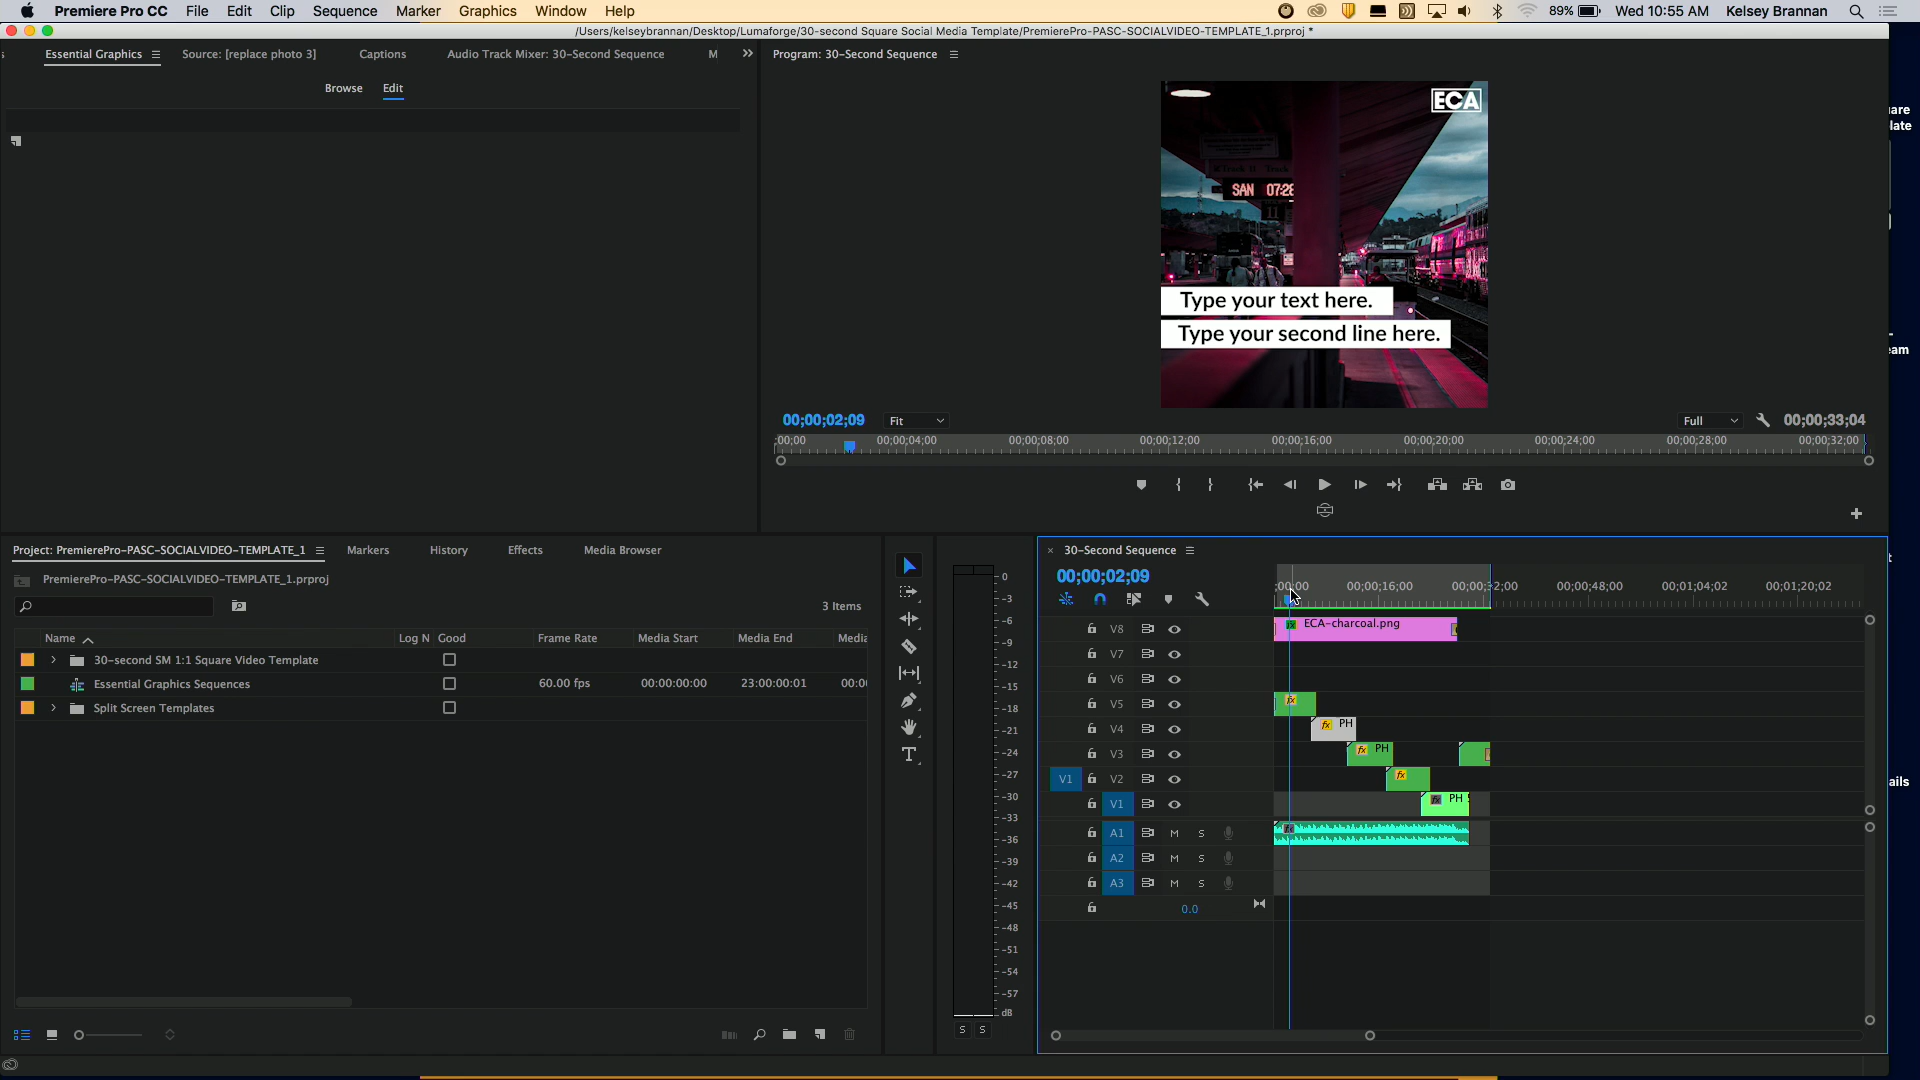 Premiere Pro CC File Edit Clip Sequence Marker Graphics Window Help 89% Wed 10:55 AM Kelsey Brannan
/Users/kelseybrannan/Desktop/Lumaforge/30-second Square Social Media Template/PremierePro-PASC-SOCIALVIDEO-TEMPLATE_1.prproj *
Essential Graphics Source: [replace photo 3] Captions Audio Track Mixer: 30-Second Sequence M
Program: 30-Second Sequence
Browse Edit
ECA
SAN 07:28
11
Type your text here.
Type your second line here.
00;00;02;09 Fit Full 00;00;33;04
;00;00 00;00;04;00 00;00;08;00 00;00;12;00 00;00;16;00 00;00;20;00 00;00;24;00 00;00;28;00 00;00;32;00
Project: PremierePro-PASC-SOCIALVIDEO-TEMPLATE_1 Markers History Effects Media Browser
PremierePro-PASC-SOCIALVIDEO-TEMPLATE_1.prproj
3 Items
Name Log N Good Frame Rate Media Start Media End Media
30-second SM 1:1 Square Video Template
Essential Graphics Sequences 60.00 fps 00:00:00:00 23:00:00:01 00:0
Split Screen Templates
0
-3
-6
-9
-12
-15
-18
-21
-24
-27
-30
-33
-36
-39
-42
-45
-48
-51
-54
-57
dB
S S
30-Second Sequence
00;00;02;09
;00;00 00;00;16;00 00;00;32;00 00;00;48;00 00;01;04;02 00;01;20;02
V8 fx ECA-charcoal.png
V7
V6
V5 fx
V4 fx PH
V3 fx PH
V1 V2 fx
V1 fx PH
A1 M S fx
A2 M S
A3 M S
0.0
are
late
eam
t
ails